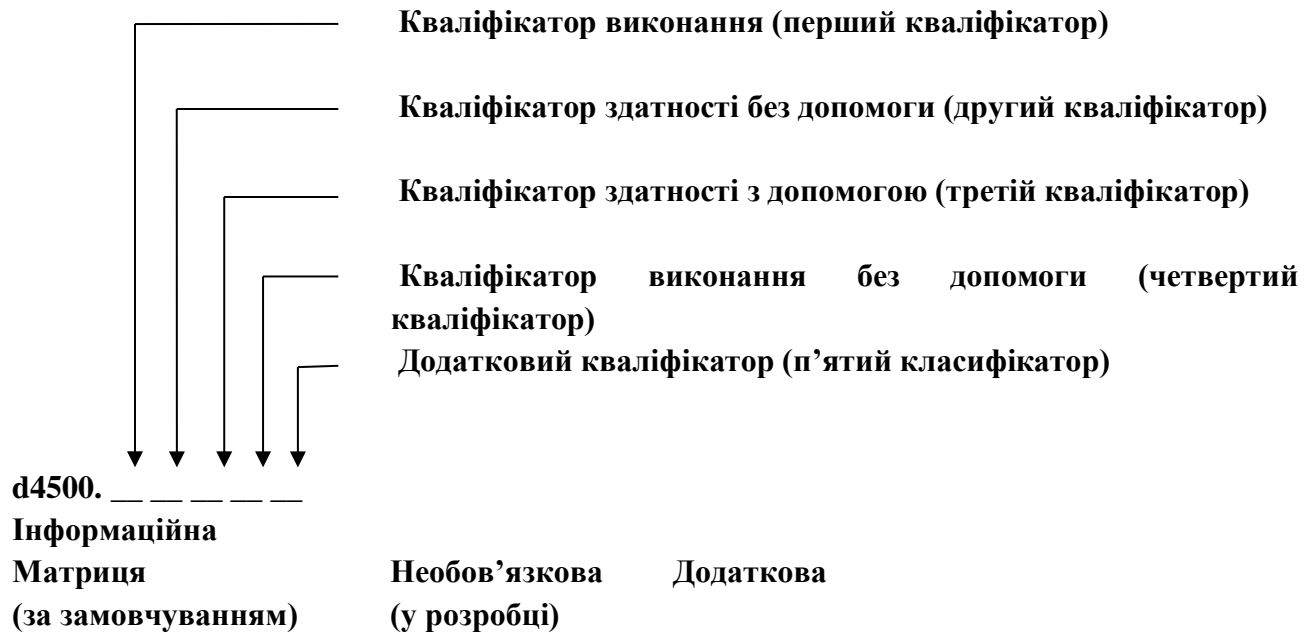 Кваліфікатор виконання (перший кваліфікатор)
Кваліфікатор здатності без допомоги (другий кваліфікатор)
Кваліфікатор здатності з допомогою (третій кваліфікатор)
Кваліфікатор виконання без допомоги (четвертий
кваліфікатор)
Додатковий кваліфікатор (п’ятий класифікатор)
d4500. __ __ __ __ __
Інформаційна
Матриця Необов’язкова Додаткова
(за замовчуванням) (у розробці)